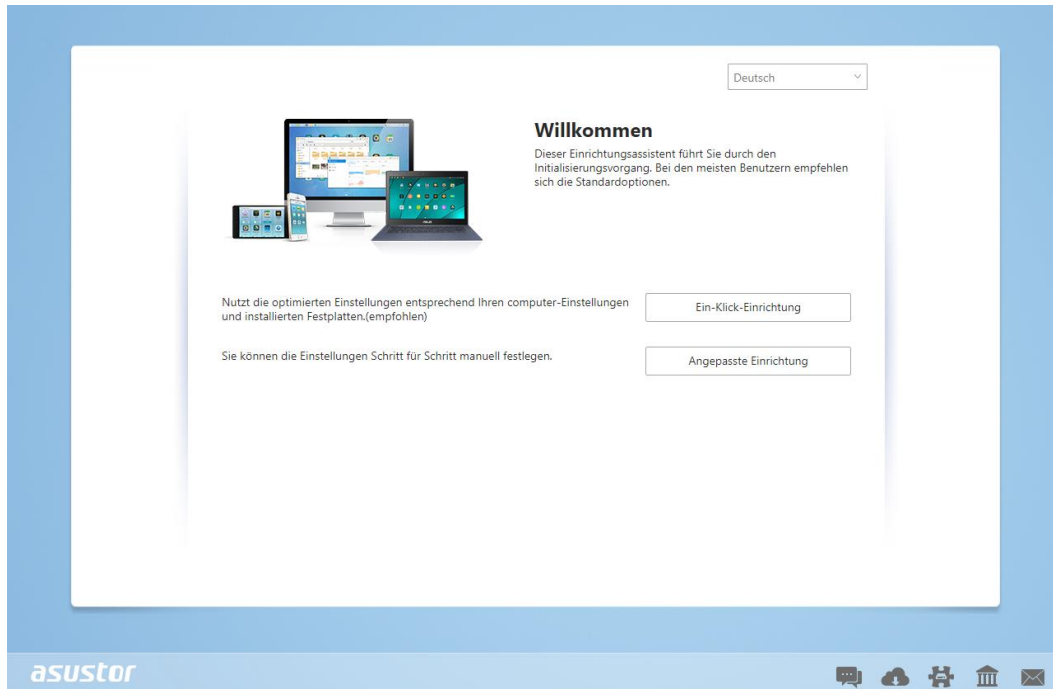 Deutsch
Willkommen
Dieser Einrichtungsassistent führt Sie durch den
Initialisierungsvorgang. Bei den meisten Benutzern empfehlen
sich die Standardoptionen.
Nutzt die optimierten Einstellungen entsprechend Ihren computer-Einstellungen
und installierten Festplatten.(empfohlen)
Ein-Klick-Einrichtung
Sie können die Einstellungen Schritt für Schritt manuell festlegen.
Angepasste Einrichtung
asustor